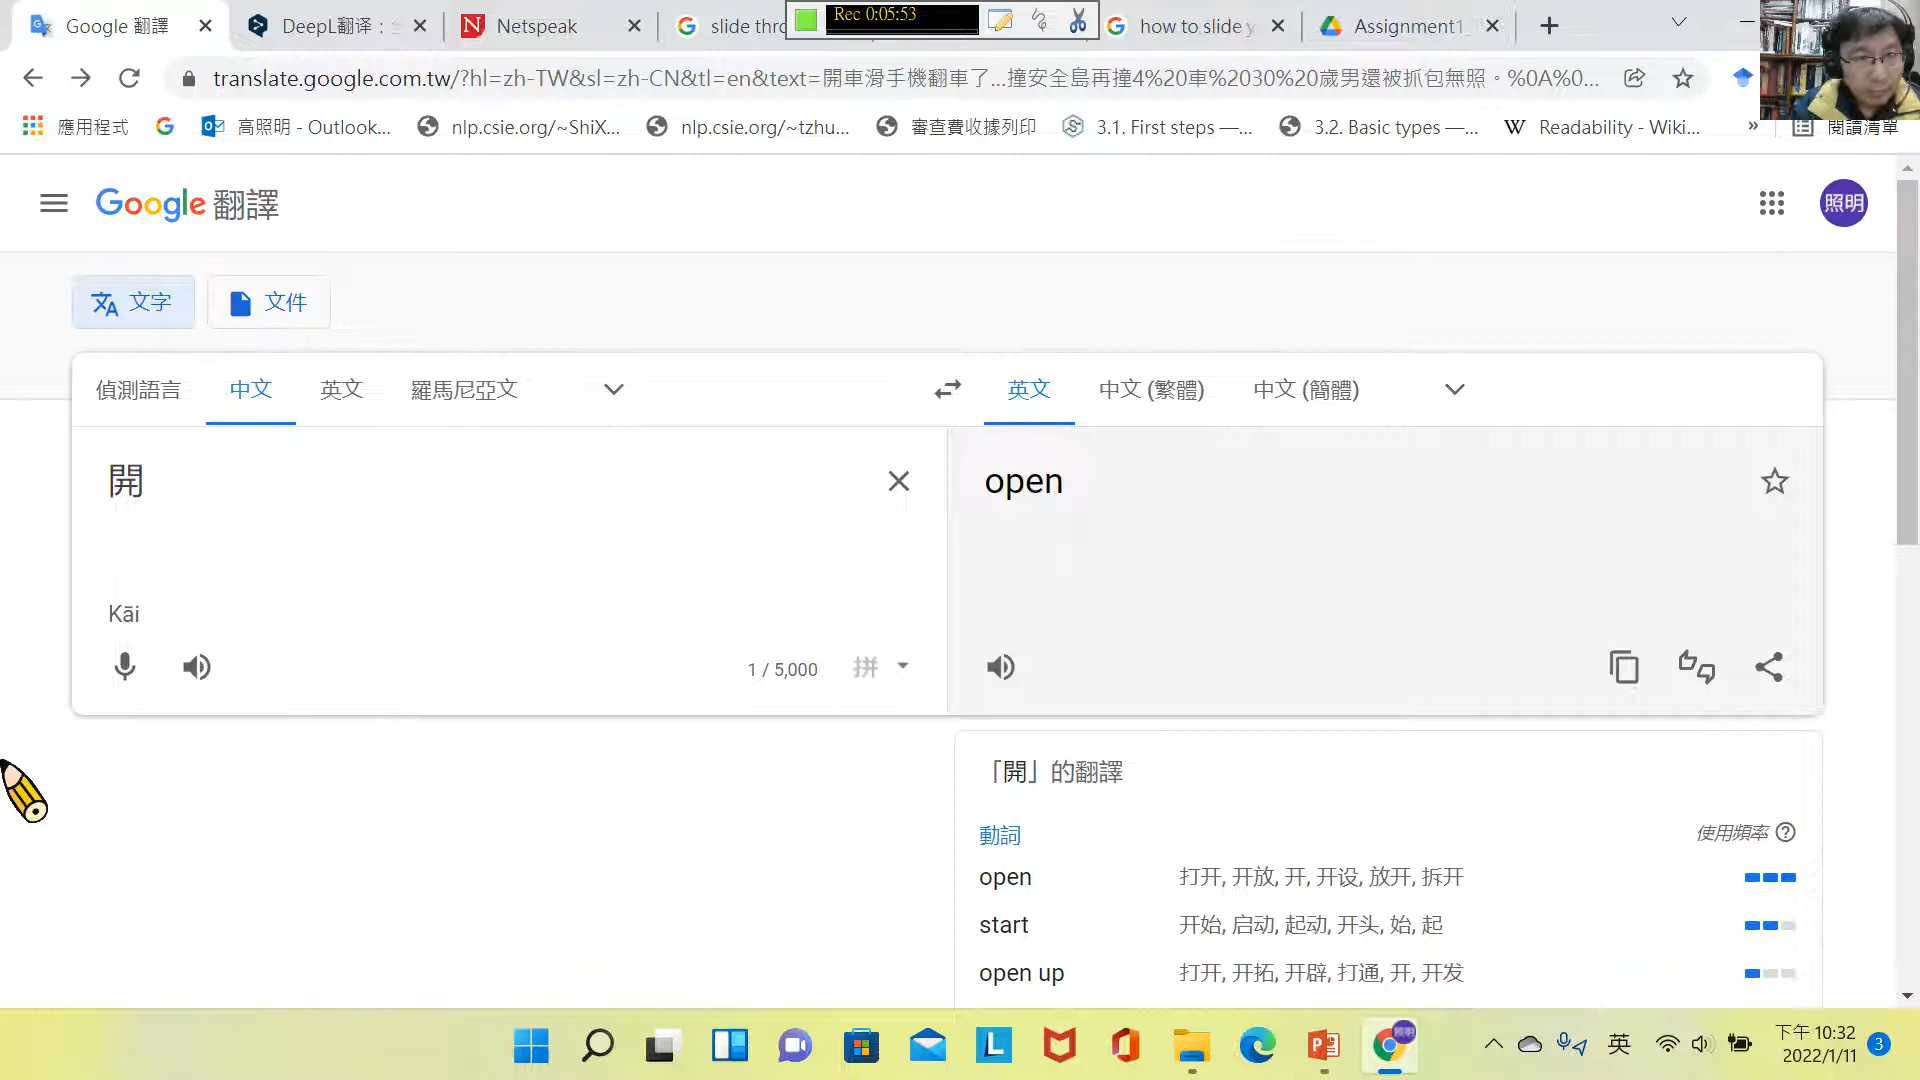 Google 翻譯
DeepL翻译：
Netspeak
slide thro
Rec 0:05:53
how to slide y
Assignment1_
translate.google.com.tw/?hl=zh-TW&sl=zh-CN&tl=en&text=開車滑手機翻車了...撞安全島再撞4%20車%2030%20歲男還被抓包無照。%0A%0...
應用程式
高照明 - Outlook...
nlp.csie.org/~ShiX...
nlp.csie.org/~tzhu...
審查費收據列印
3.1. First steps —...
3.2. Basic types —...
W Readability - Wiki...
»
閱讀清單
Google 翻譯
照明
文字
文件
偵測語言
中文
英文
羅馬尼亞文
英文
中文 (繁體)
中文 (簡體)
開
open
Kāi
1 / 5,000
拼
「開」的翻譯
動詞
使用頻率
open
打开, 开放, 开, 开设, 放开, 拆开
start
开始, 启动, 起动, 开头, 始, 起
open up
打开, 开拓, 开辟, 打通, 开, 开发
英
下午 10:32
2022/1/11
3